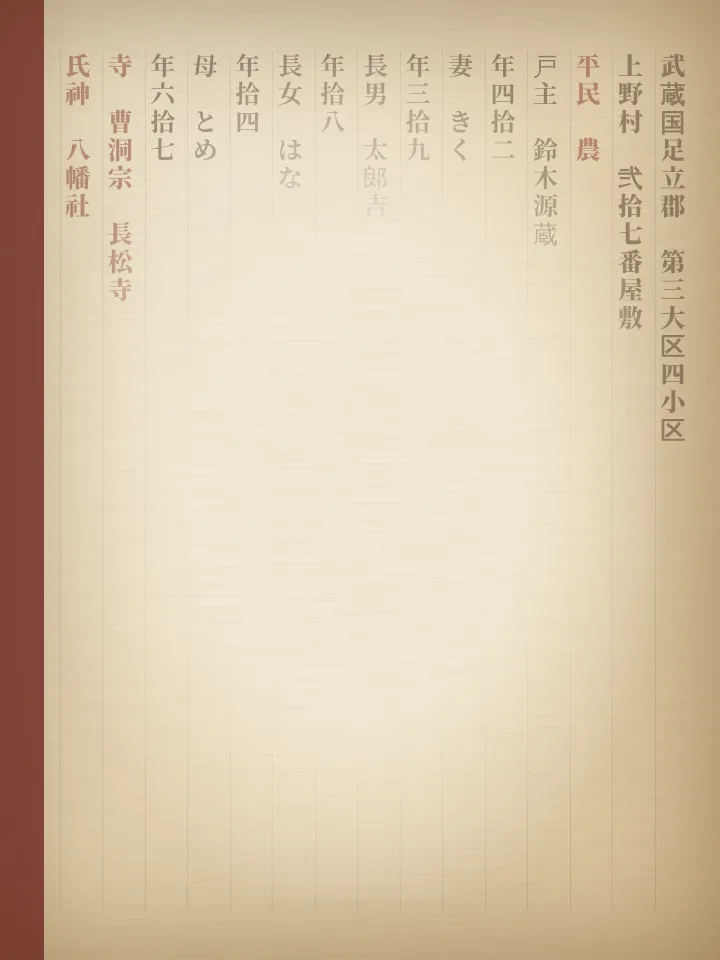 武蔵国足立郡　第三大区四小区
上野村　弐拾七番屋敷
平民　農
戸主　鈴木源蔵
年四拾二
妻　きく
年三拾九
長男　太郎吉
年拾八
長女　はな
年拾四
母　とめ
年六拾七
寺　曹洞宗　長松寺
氏神　八幡社